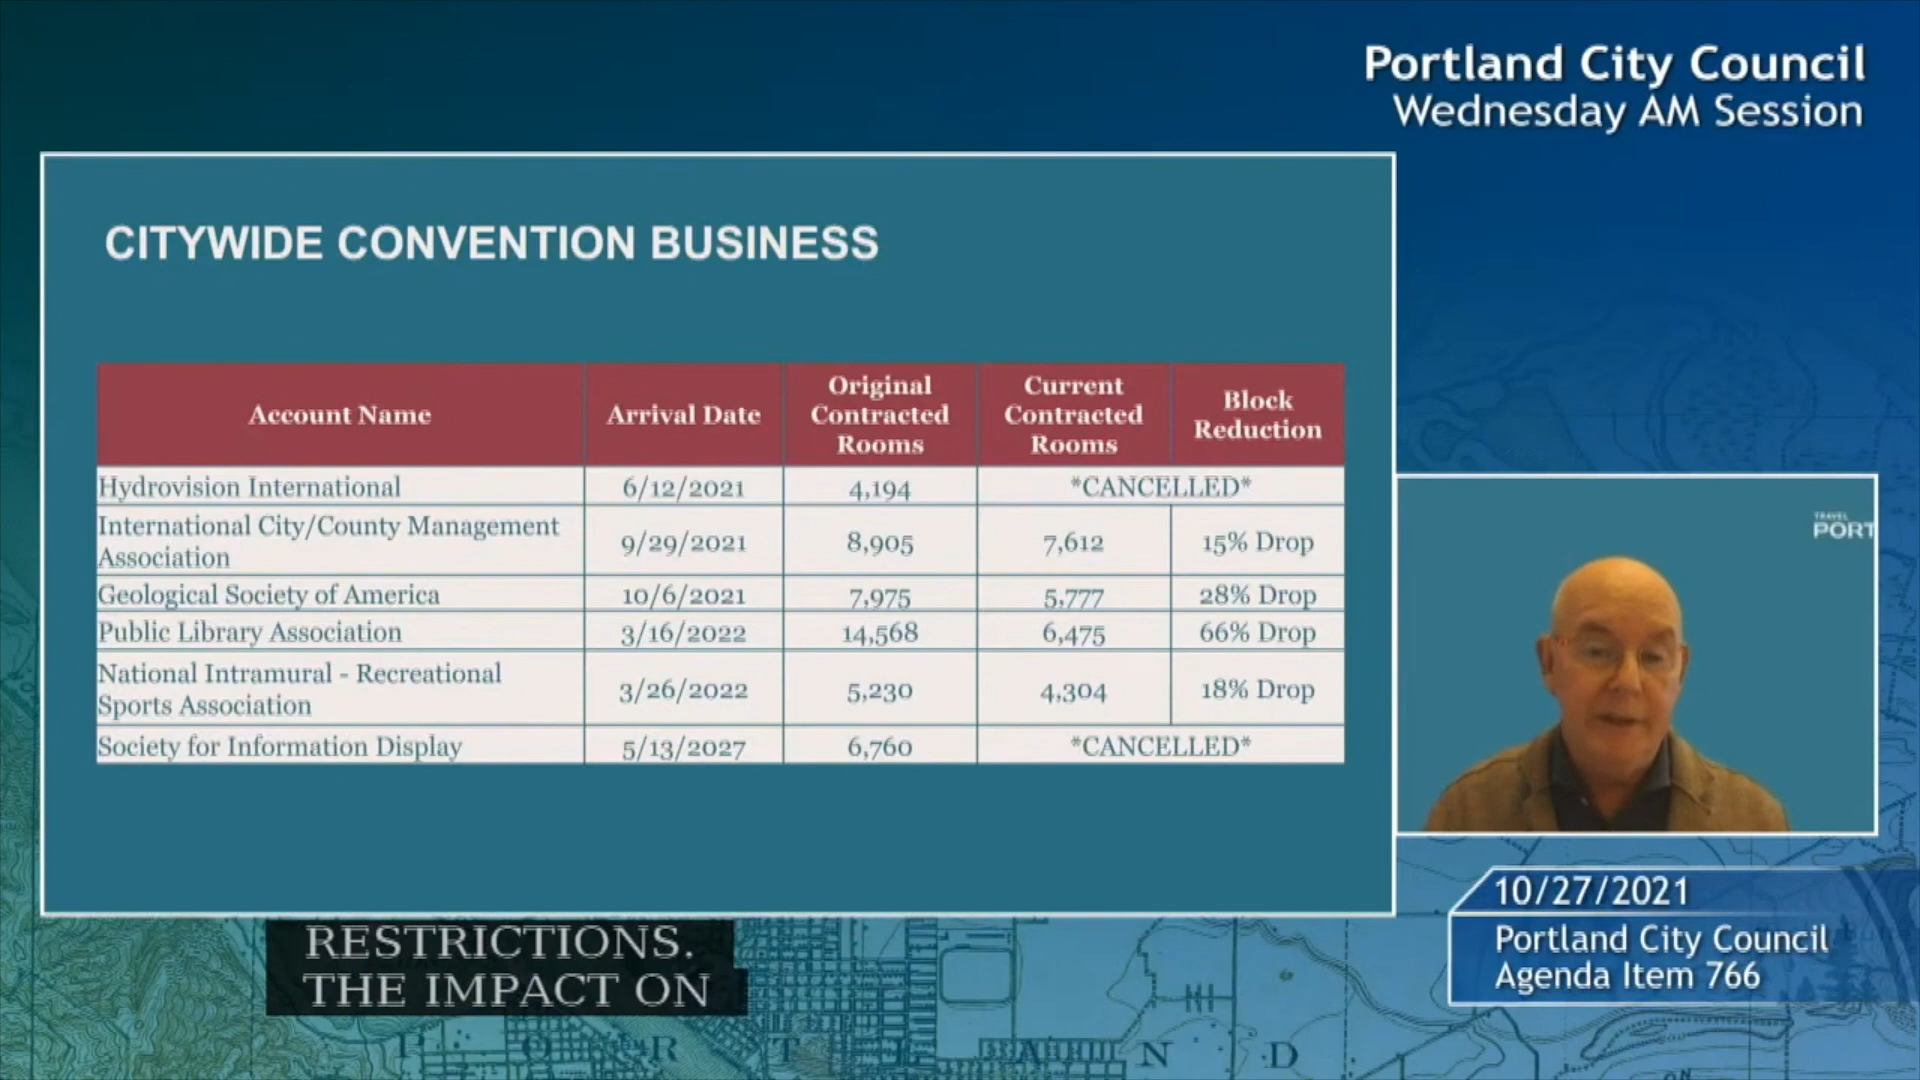 Portland City Council
Wednesday AM Session
CITYWIDE CONVENTION BUSINESS
Account Name Arrival Date Original Contracted Rooms Current Contracted Rooms Block Reduction
Hydrovision International 6/12/2021 4,194 *CANCELLED*
International City/County Management Association 9/29/2021 8,905 7,612 15% Drop
Geological Society of America 10/6/2021 7,975 5,777 28% Drop
Public Library Association 3/16/2022 14,568 6,475 66% Drop
National Intramural - Recreational Sports Association 3/26/2022 5,230 4,304 18% Drop
Society for Information Display 5/13/2027 6,760 *CANCELLED*
TRAVEL
PORT
10/27/2021
Portland City Council
Agenda Item 766
RESTRICTIONS.
THE IMPACT ON
P O R T L A N D